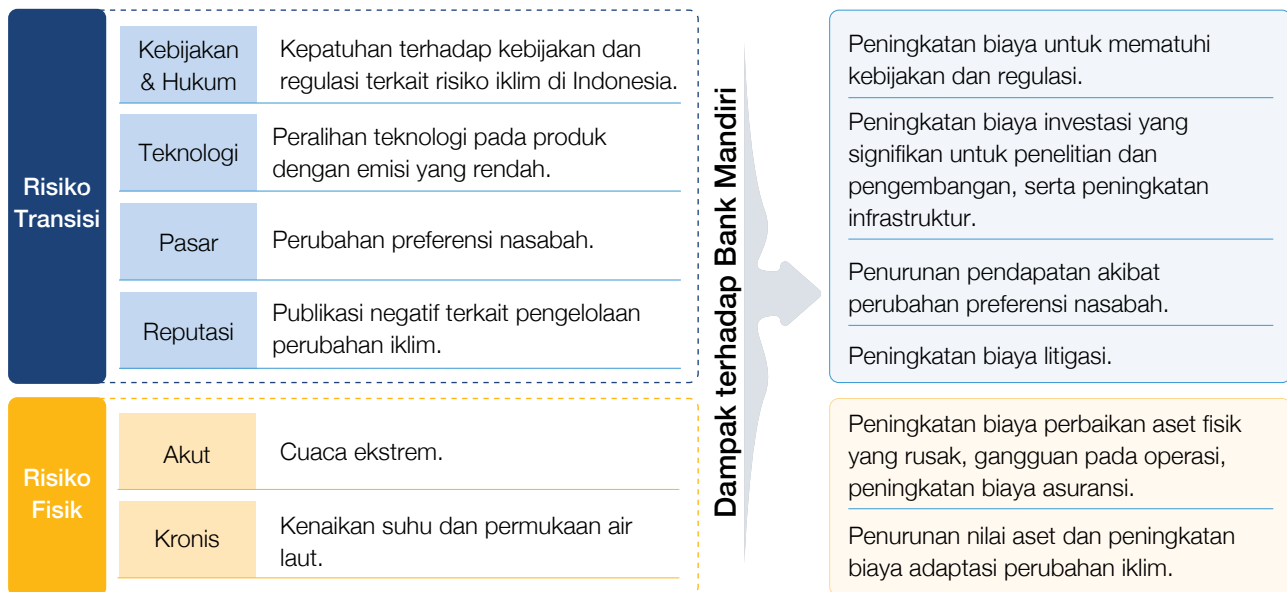 Risiko
Transisi
Kebijakan
& Hukum
Kepatuhan terhadap kebijakan dan
regulasi terkait risiko iklim di Indonesia.
Teknologi
Peralihan teknologi pada produk
dengan emisi yang rendah.
Pasar
Perubahan preferensi nasabah.
Reputasi
Publikasi negatif terkait pengelolaan
perubahan iklim.
Risiko
Fisik
Akut
Cuaca ekstrem.
Kronis
Kenaikan suhu dan permukaan air
laut.
Dampak terhadap Bank Mandiri
Peningkatan biaya untuk mematuhi
kebijakan dan regulasi.
Peningkatan biaya investasi yang
signifikan untuk penelitian dan
pengembangan, serta peningkatan
infrastruktur.
Penurunan pendapatan akibat
perubahan preferensi nasabah.
Peningkatan biaya litigasi.
Peningkatan biaya perbaikan aset fisik
yang rusak, gangguan pada operasi,
peningkatan biaya asuransi.
Penurunan nilai aset dan peningkatan
biaya adaptasi perubahan iklim.